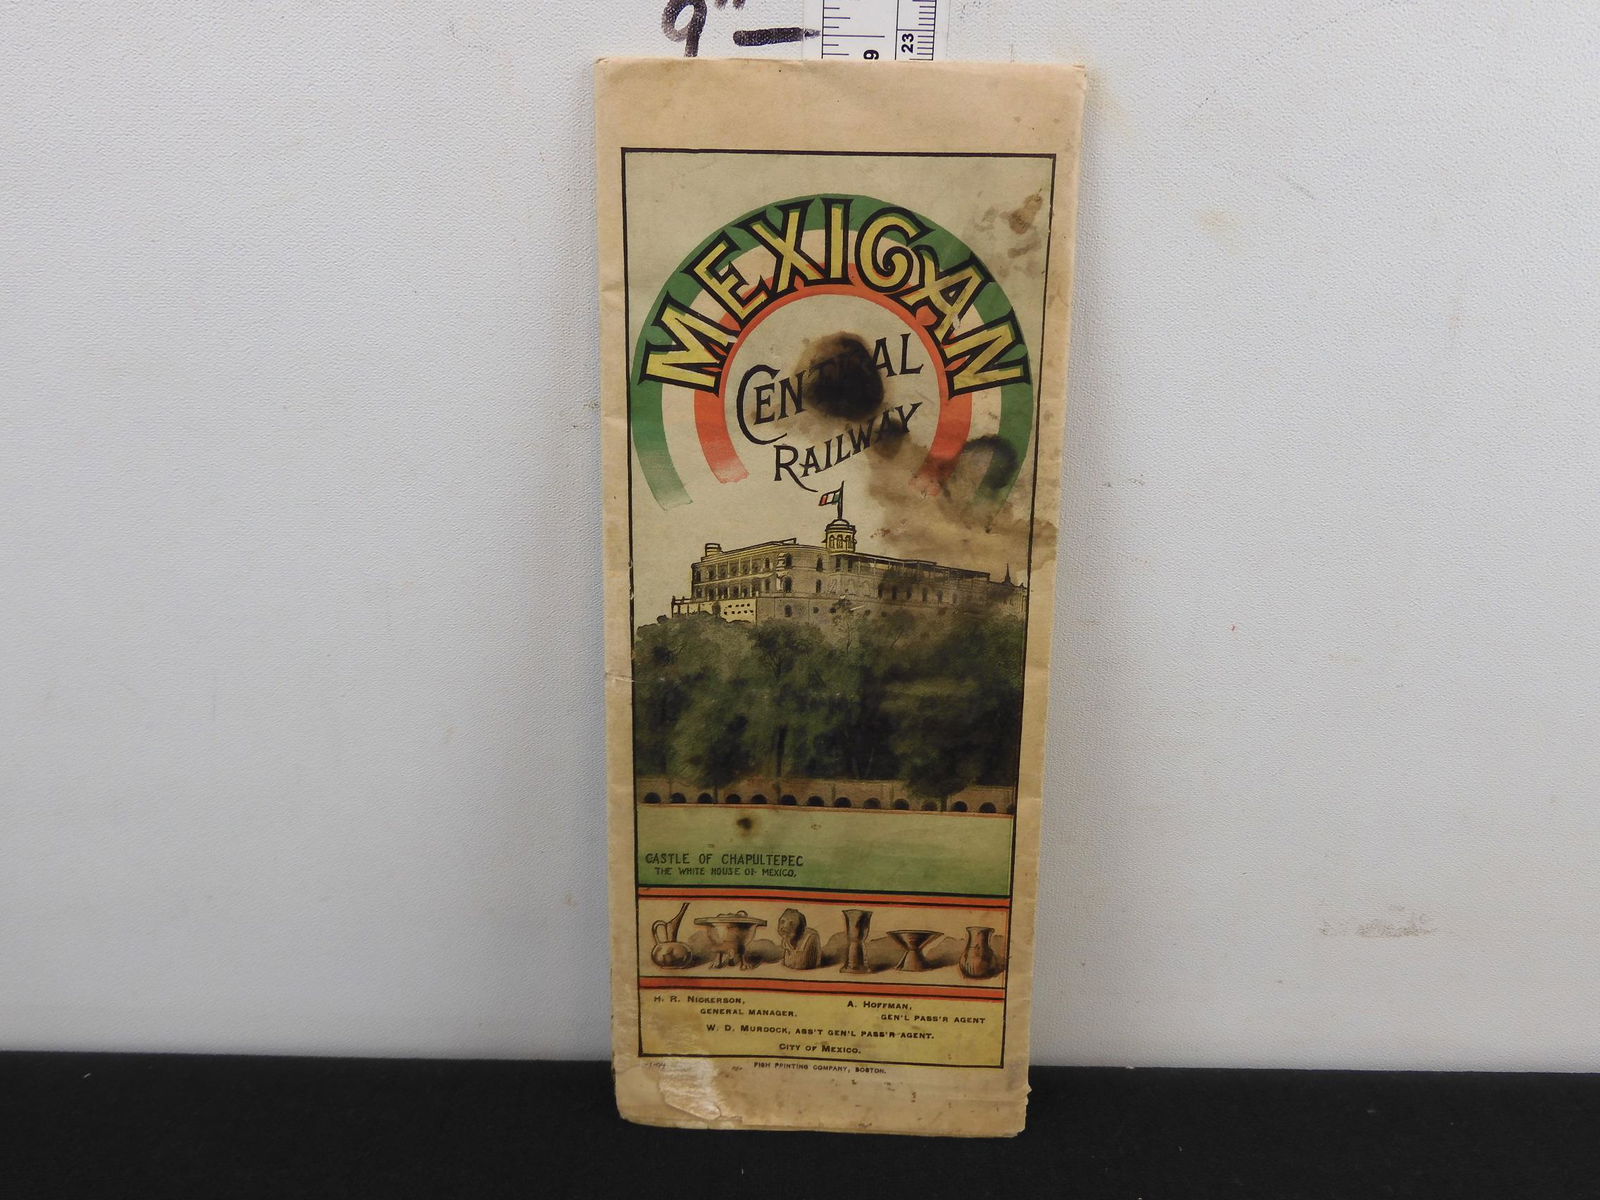 9" —
9
23
MEXICAN
CENTRAL
RAILWAY
CASTLE OF CHAPULTEPEC
THE WHITE HOUSE OF MEXICO.
H. R. NICKERSON,
GENERAL MANAGER.
A. HOFFMAN,
GEN'L PASS'R AGENT
W. D. MURDOCK, ASS'T GEN'L PASS'R AGENT.
CITY OF MEXICO.
FISH PRINTING COMPANY, BOSTON.